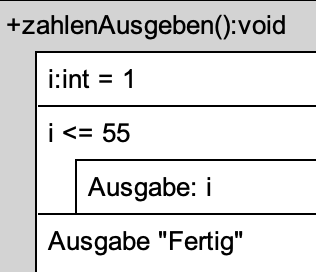 +zahlenAusgeben():void
i:int = 1
i <= 55
Ausgabe: i
Ausgabe "Fertig"